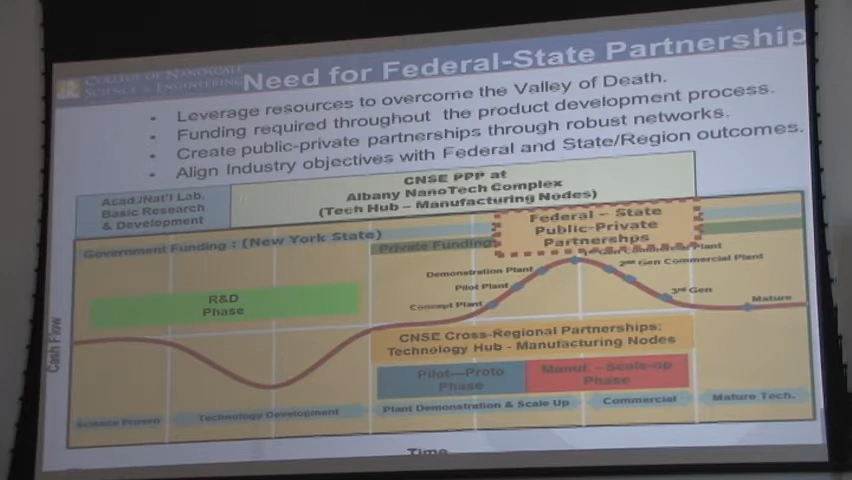 COLLEGE OF NANOSCALE
SCIENCE & ENGINEERING
Need for Federal-State Partnership
• Leverage resources to overcome the Valley of Death.
• Funding required throughout the product development process.
• Create public-private partnerships through robust networks.
• Align Industry objectives with Federal and State/Region outcomes.
CNSE PPP at
Albany NanoTech Complex
(Tech Hub – Manufacturing Nodes)
Acad./Nat'l Lab.
Basic Research
& Development
Federal – State
Public-Private
Partnerships
Government Funding : (New York State)
Private Funding
Gen Commercial Plant
2nd Gen Commercial Plant
Demonstration Plant
Pilot Plant
3rd Gen
Concept Plant
Mature
R&D
Phase
Cash Flow
CNSE Cross-Regional Partnerships:
Technology Hub - Manufacturing Nodes
Pilot—Proto
Phase
Manuf. – Scale-up
Phase
Science Proven
Technology Development
Plant Demonstration & Scale Up
Commercial
Mature Tech.
Time